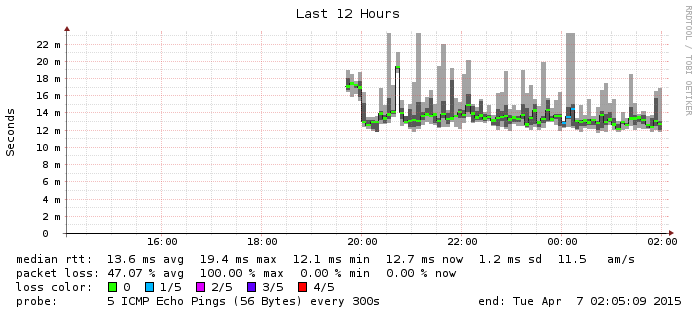 Last 12 Hours
RRDTOOL / TOBI OETIKER
Seconds
22 m
20 m
18 m
16 m
14 m
12 m
10 m
8 m
6 m
4 m
2 m
0
16:00 18:00 20:00 22:00 00:00 02:00
median rtt: 13.6 ms avg 19.4 ms max 12.1 ms min 12.7 ms now 1.2 ms sd 11.5 am/s
packet loss: 47.07 % avg 100.00 % max 0.00 % min 0.00 % now
loss color: 0 1/5 2/5 3/5 4/5
probe: 5 ICMP Echo Pings (56 Bytes) every 300s end: Tue Apr 7 02:05:09 2015